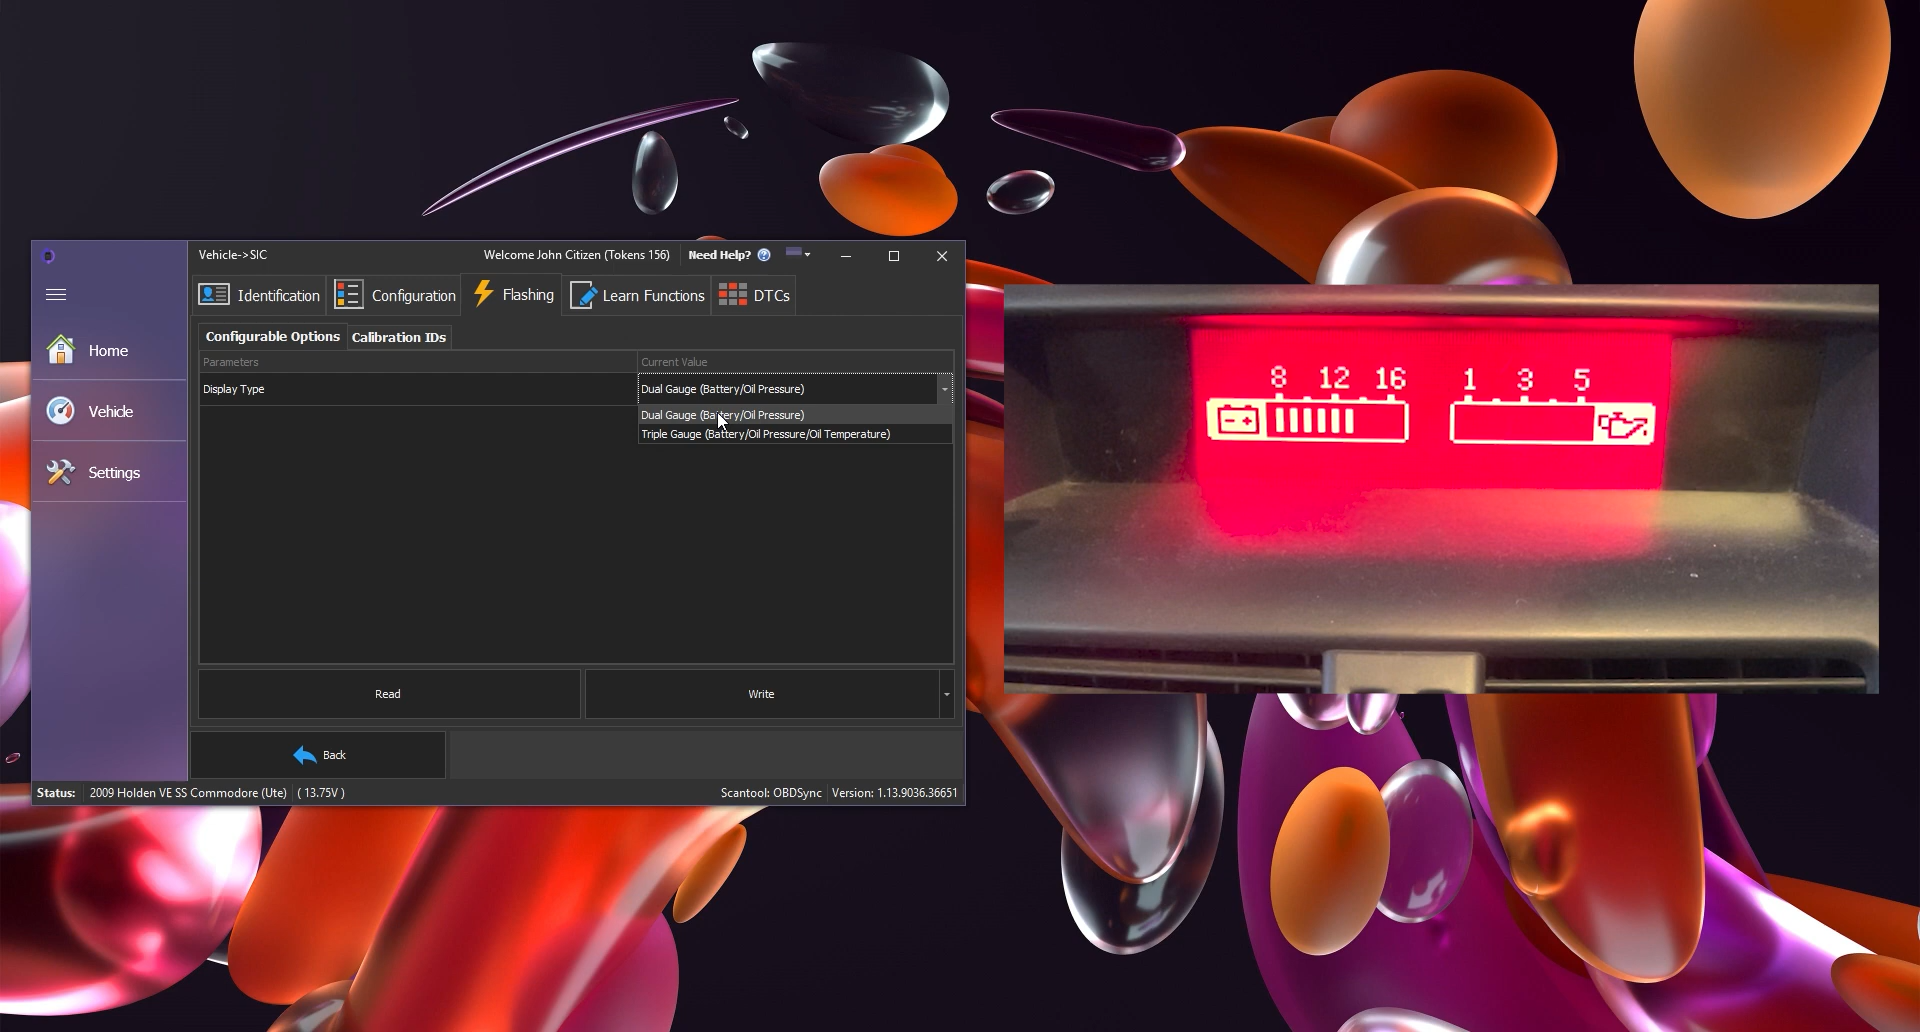 Vehicle->SIC
Welcome John Citizen (Tokens 156)
Need Help?
Identification
Configuration
Flashing
Learn Functions
DTCs
Home
Vehicle
Settings
Configurable Options
Calibration IDs
Parameters
Current Value
Display Type
Dual Gauge (Battery/Oil Pressure)
Dual Gauge (Battery/Oil Pressure)
Triple Gauge (Battery/Oil Pressure/Oil Temperature)
Read
Write
Back
Status:
2009 Holden VE SS Commodore (Ute)
( 13.75V )
Scantool: OBDSync
Version: 1.13.9036.36651
8 12 16
1 3 5